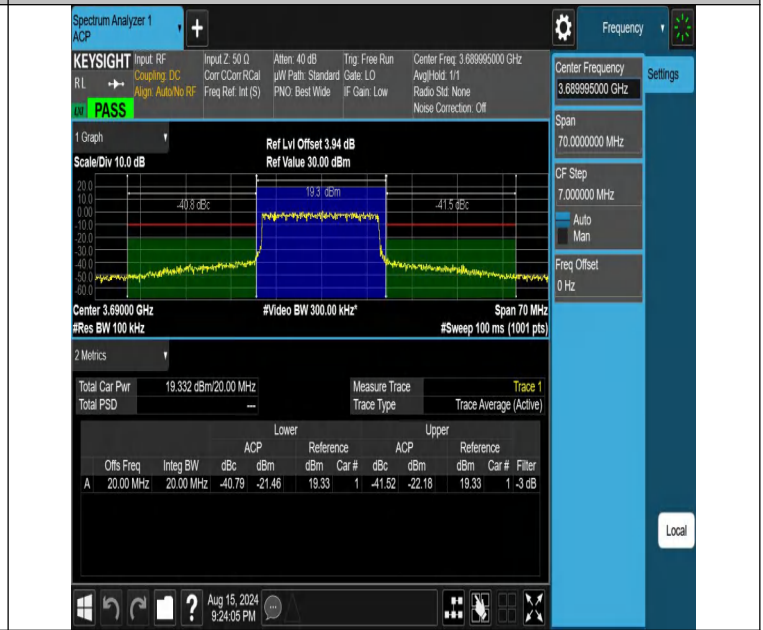 Spectrum Analyzer 1
ACP
+
Frequency
KEYSIGHT
RL
PASS
Input: RF
Coupling: DC
Align: Auto/No RF
Input Z: 50 Ω
Corr CCorr RCal
Freq Ref: Int (S)
Atten: 40 dB
µW Path: Standard
PNO: Best Wide
Trig: Free Run
Gate: LO
IF Gain: Low
Center Freq: 3.689995000 GHz
Avg|Hold: 1/1
Radio Std: None
Noise Correction: Off
Center Frequency
3.689995000 GHz
Settings
Span
70.0000000 MHz
CF Step
7.000000 MHz
Auto
Man
Freq Offset
0 Hz
1 Graph
Scale/Div 10.0 dB
Ref Lvl Offset 3.94 dB
Ref Value 30.00 dBm
20.0
10.0
0.00
-10.0
-20.0
-30.0
-40.0
-50.0
-60.0
-40.8 dBc
19.3 dBm
-41.5 dBc
Center 3.69000 GHz
#Video BW 300.00 kHz*
Span 70 MHz
#Res BW 100 kHz
#Sweep 100 ms (1001 pts)
2 Metrics
Total Car Pwr 19.332 dBm/20.00 MHz
Total PSD ---
Measure Trace Trace 1
Trace Type Trace Average (Active)
Lower Upper
ACP Reference ACP Reference
Offs Freq Integ BW dBc dBm dBm Car # dBc dBm dBm Car # Filter
A 20.00 MHz 20.00 MHz -40.79 -21.46 19.33 1 -41.52 -22.18 19.33 1 -3 dB
Local
?
Aug 15, 2024
9:24:05 PM